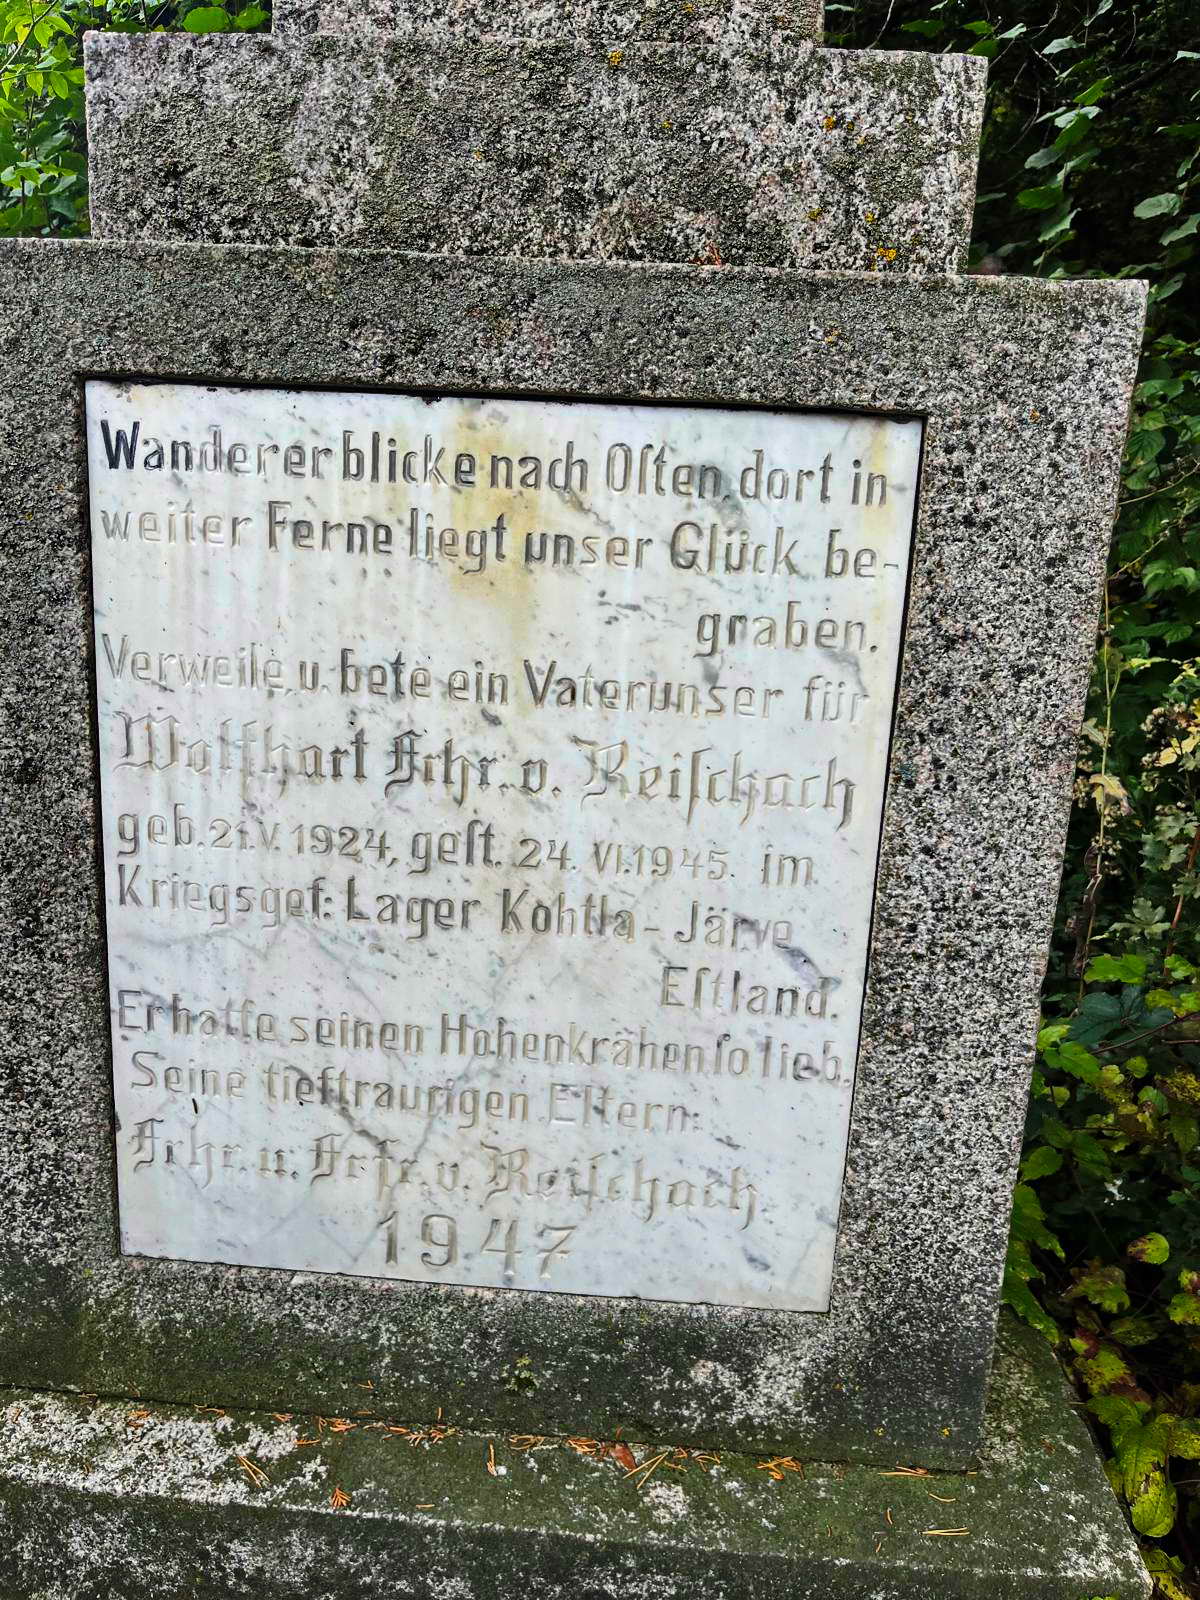 Wanderer blicke nach Oſten, dort in
weiter Ferne liegt unser Glück be-
graben.
Verweile, u. bete ein Vaterunser für
Wolfhart Frhr. v. Reiſchach
geb. 21. V. 1924, geſt. 24. VI. 1945. im
Kriegsgef: Lager Kohtla - Järve
Eſtland.
Er hatte seinen Hohenkrähen ſo lieb.
Seine tieftraurigen Eltern:
Frhr. u. Frfr. v. Reiſchach
1947